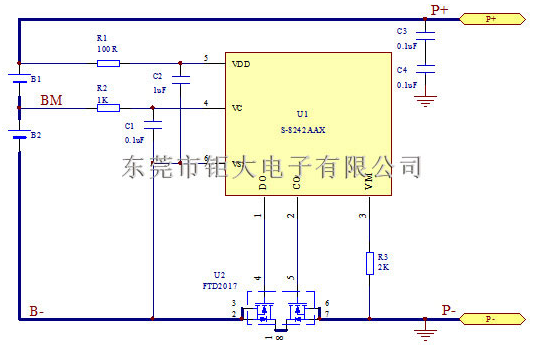 P+
P+
C3
0.1uF
R1
100R
5
VDD
C2
1uF
C4
0.1uF
B1
BM
R2
1K
4
VC
U1
S-8242AAX
C1
0.1uF
B2
6
VS
东莞市钜大电子有限公司
DO
CO
VM
1
2
3
R3
2K
U2
FTD2017
4
5
B-
3
2
6
7
P-
P-
1
8